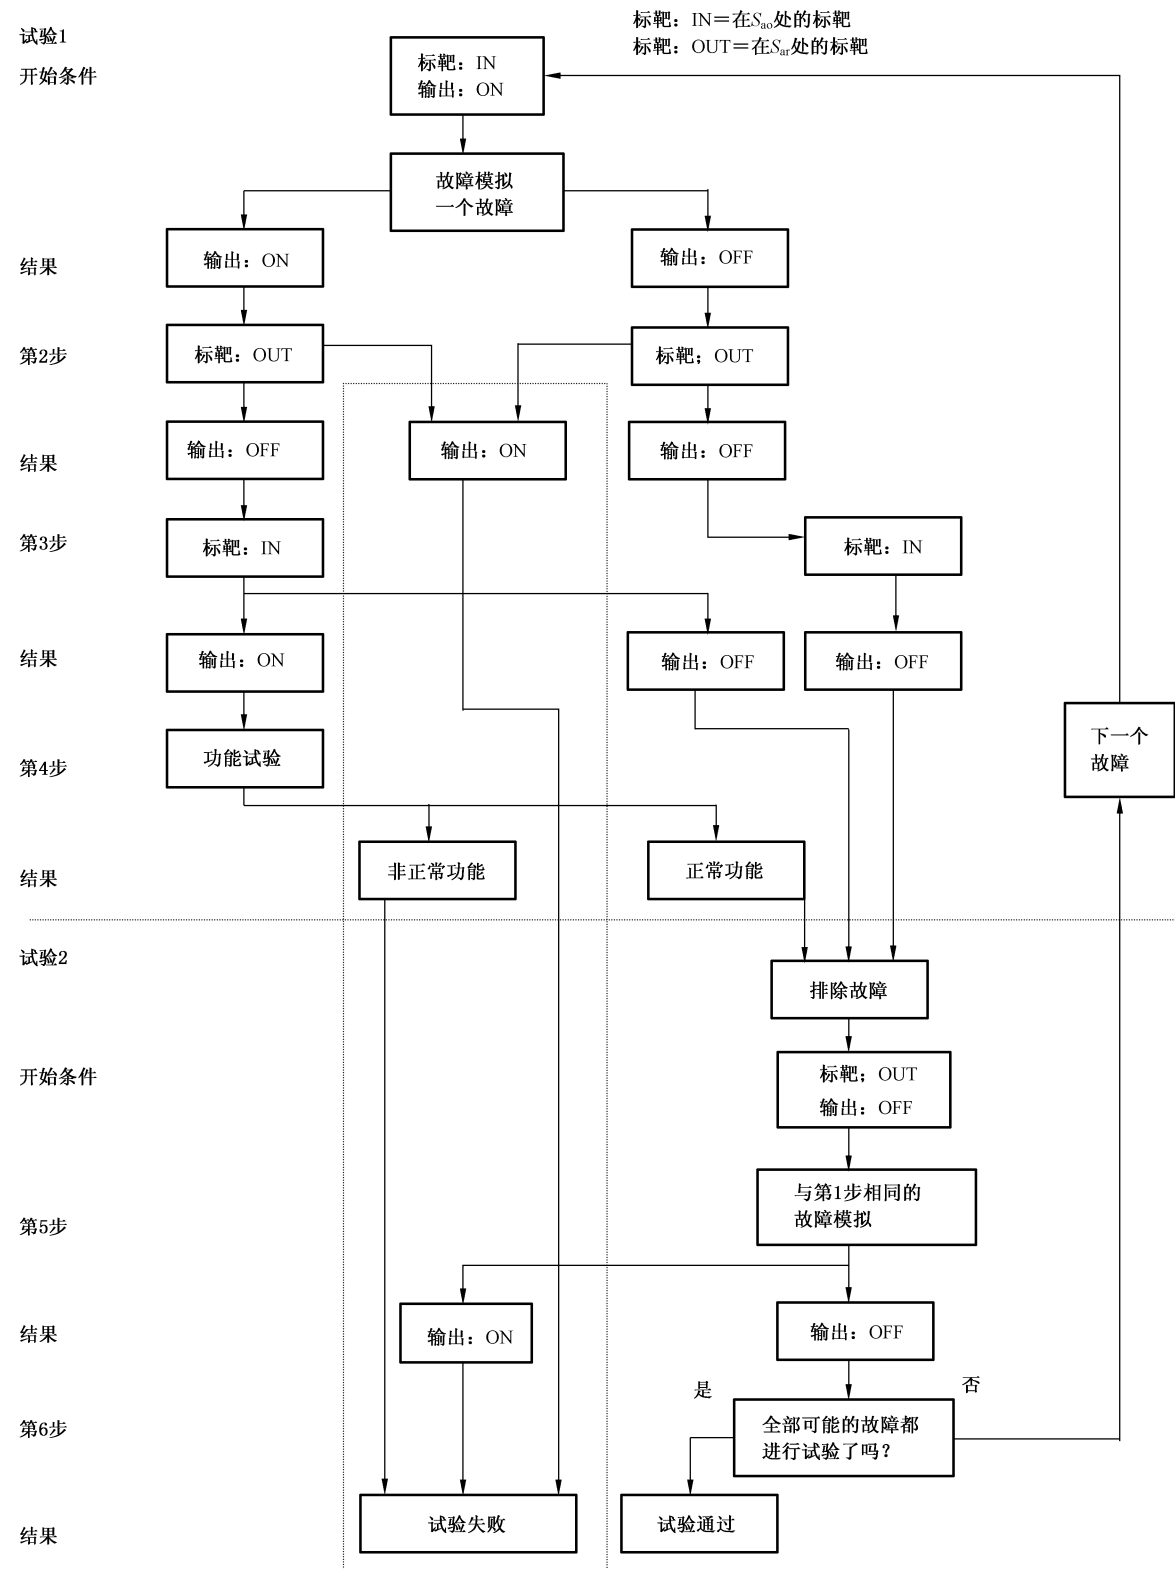 试验1
标靶：IN＝在Sao处的标靶
标靶：OUT＝在Sar处的标靶
开始条件
标靶：IN
输出：ON
故障模拟
一个故障
结果
输出：ON
输出：OFF
第2步
标靶：OUT
标靶；OUT
结果
输出：OFF
输出：ON
输出：OFF
第3步
标靶：IN
标靶：IN
结果
输出：ON
输出：OFF
输出：OFF
下一个
故障
第4步
功能试验
结果
非正常功能
正常功能
试验2
排除故障
开始条件
标靶；OUT
输出：OFF
第5步
与第1步相同的
故障模拟
结果
输出：ON
输出：OFF
是
否
第6步
全部可能的故障都
进行试验了吗？
结果
试验失败
试验通过